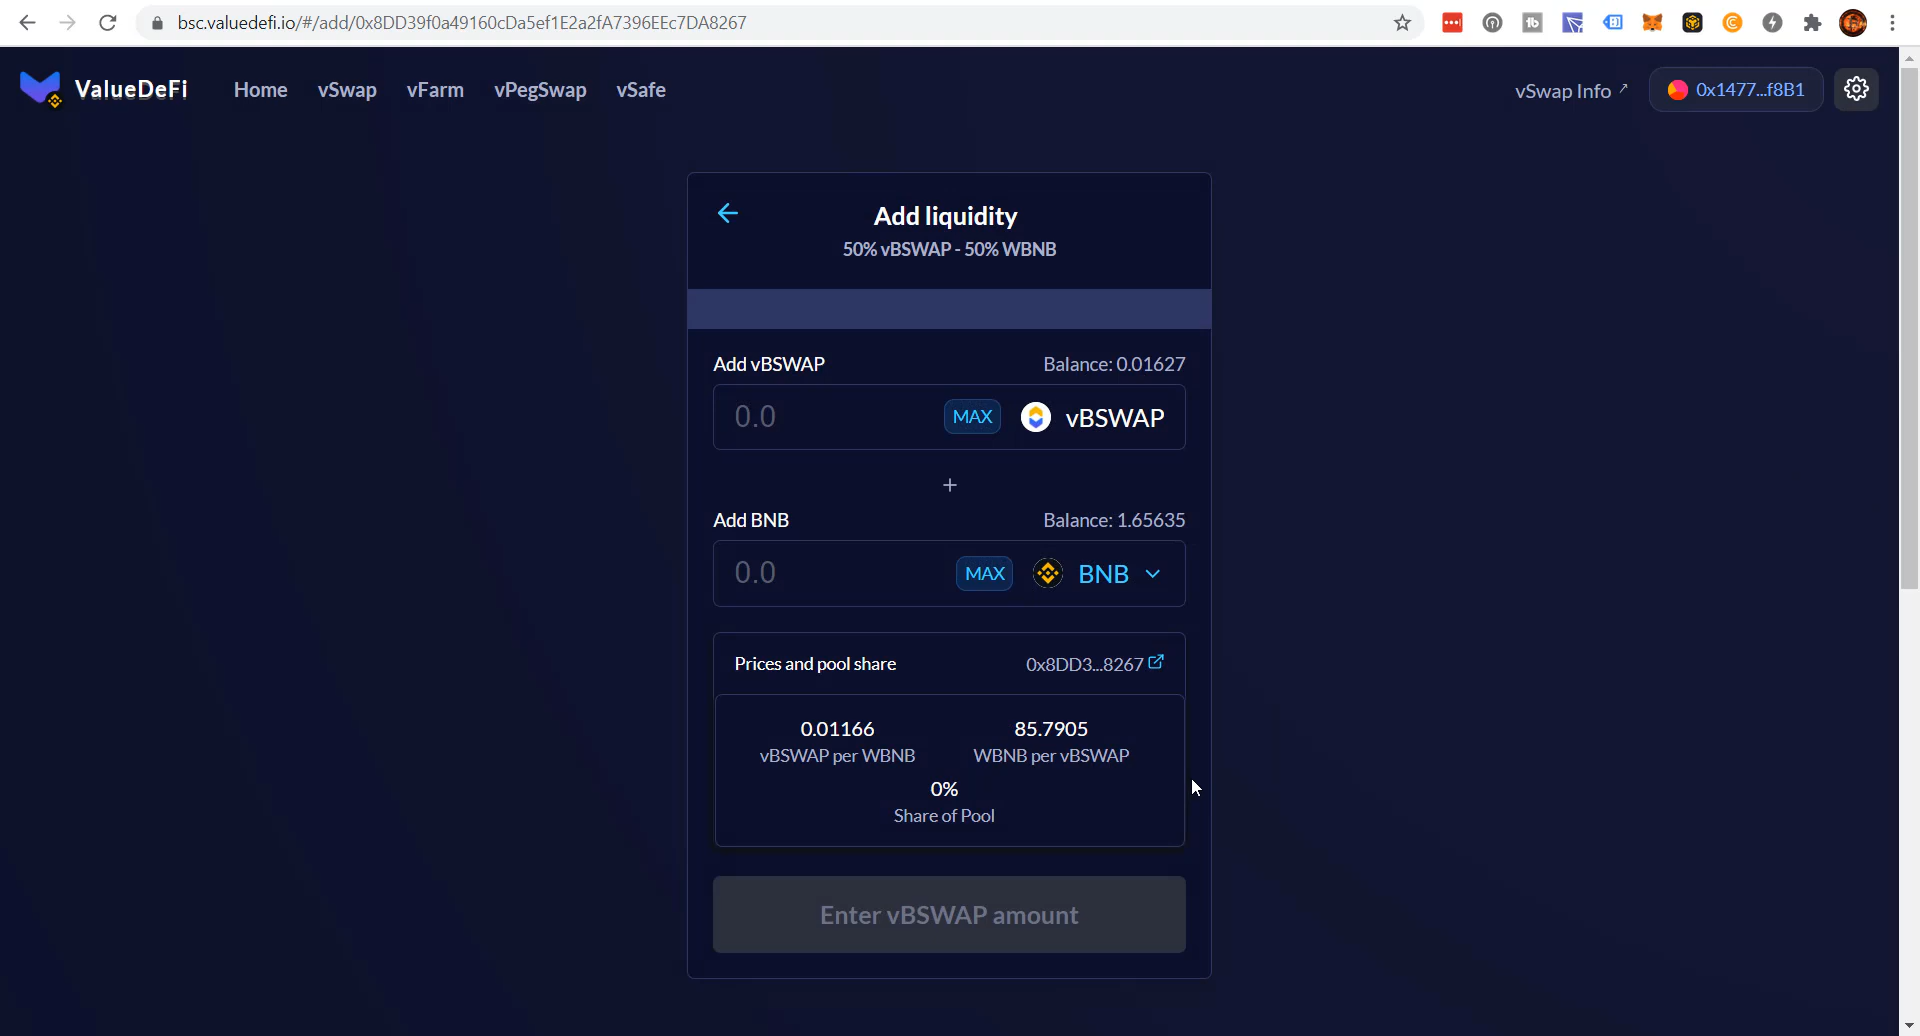 bsc.valuedefi.io/#/add/0x8DD39f0a49160cDa5ef1E2a2fA7396EEc7DA8267
ValueDeFi Home vSwap vFarm vPegSwap vSafe vSwap Info ↗ 0x1477...f8B1
Add liquidity
50% vBSWAP - 50% WBNB
Add vBSWAP Balance: 0.01627
0.0 MAX vBSWAP
+
Add BNB Balance: 1.65635
0.0 MAX BNB
Prices and pool share 0x8DD3...8267
0.01166 85.7905
vBSWAP per WBNB WBNB per vBSWAP
0%
Share of Pool
Enter vBSWAP amount